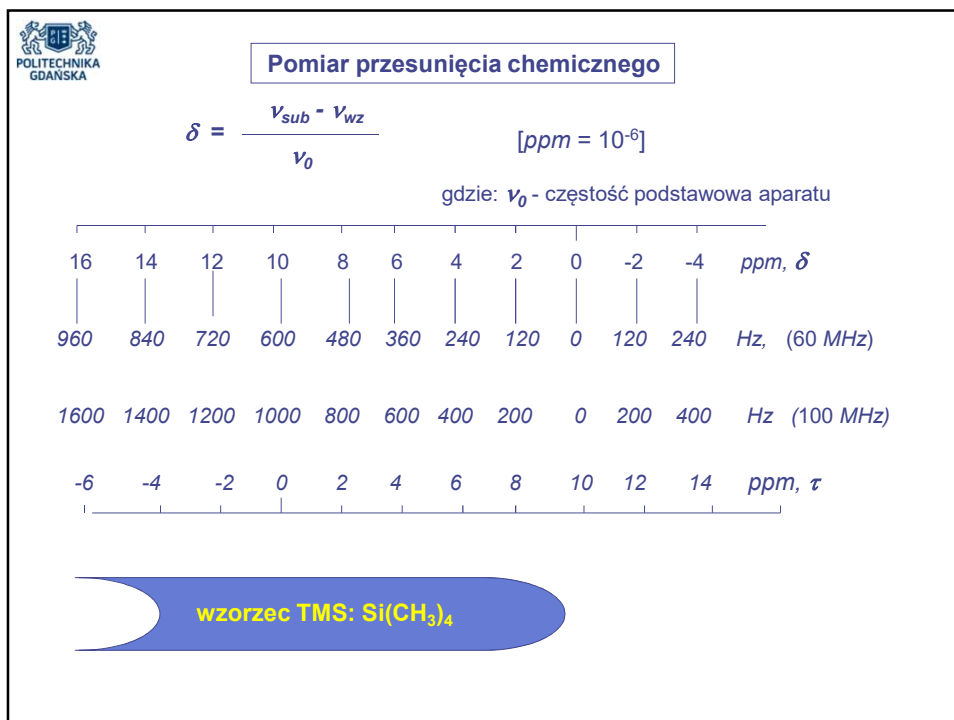 POLITECHNIKA
GDAŃSKA
Pomiar przesunięcia chemicznego
δ = (ν_sub - ν_wz) / ν_0
[ppm = 10⁻⁶]
gdzie: ν₀ - częstość podstawowa aparatu
16 14 12 10 8 6 4 2 0 -2 -4 ppm, δ
960 840 720 600 480 360 240 120 0 120 240 Hz, (60 MHz)
1600 1400 1200 1000 800 600 400 200 0 200 400 Hz (100 MHz)
-6 -4 -2 0 2 4 6 8 10 12 14 ppm, τ
wzorzec TMS: Si(CH₃)₄